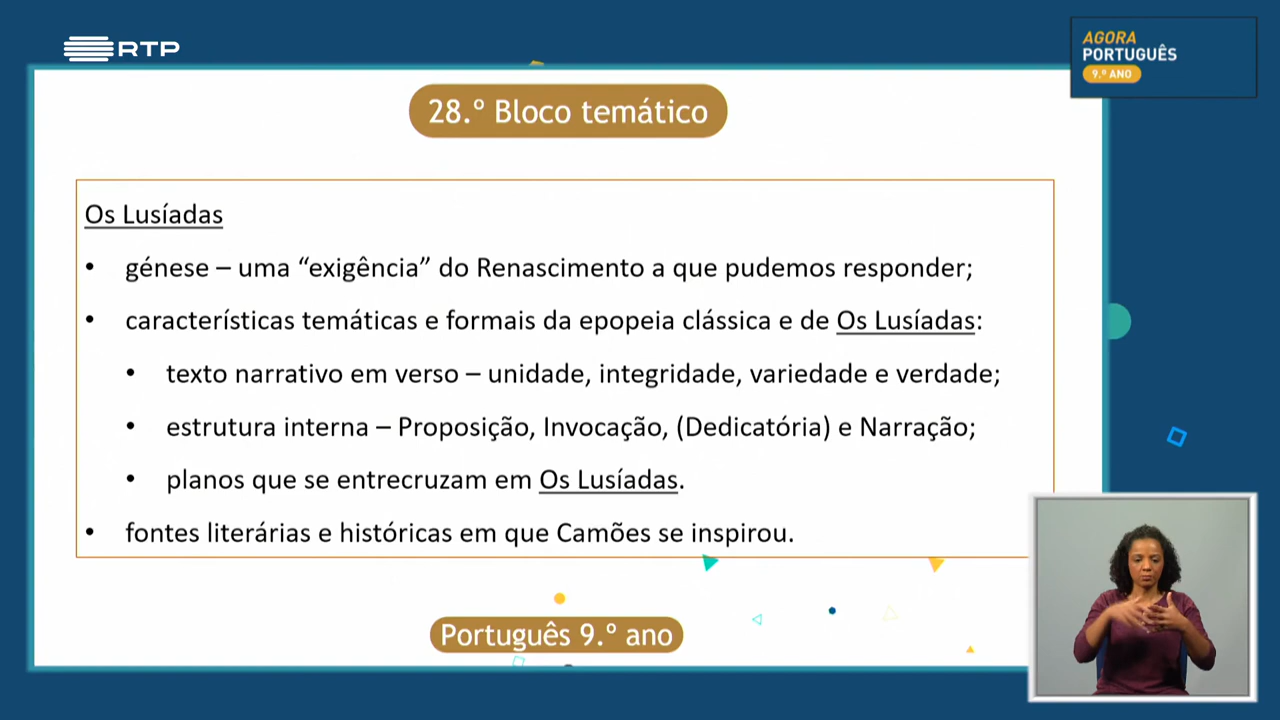 RTP
AGORA
PORTUGUÊS
9.º ANO
28.º Bloco temático
Os Lusíadas
• génese – uma “exigência” do Renascimento a que pudemos responder;
• características temáticas e formais da epopeia clássica e de Os Lusíadas:
• texto narrativo em verso – unidade, integridade, variedade e verdade;
• estrutura interna – Proposição, Invocação, (Dedicatória) e Narração;
• planos que se entrecruzam em Os Lusíadas.
• fontes literárias e históricas em que Camões se inspirou.
Português 9.º ano